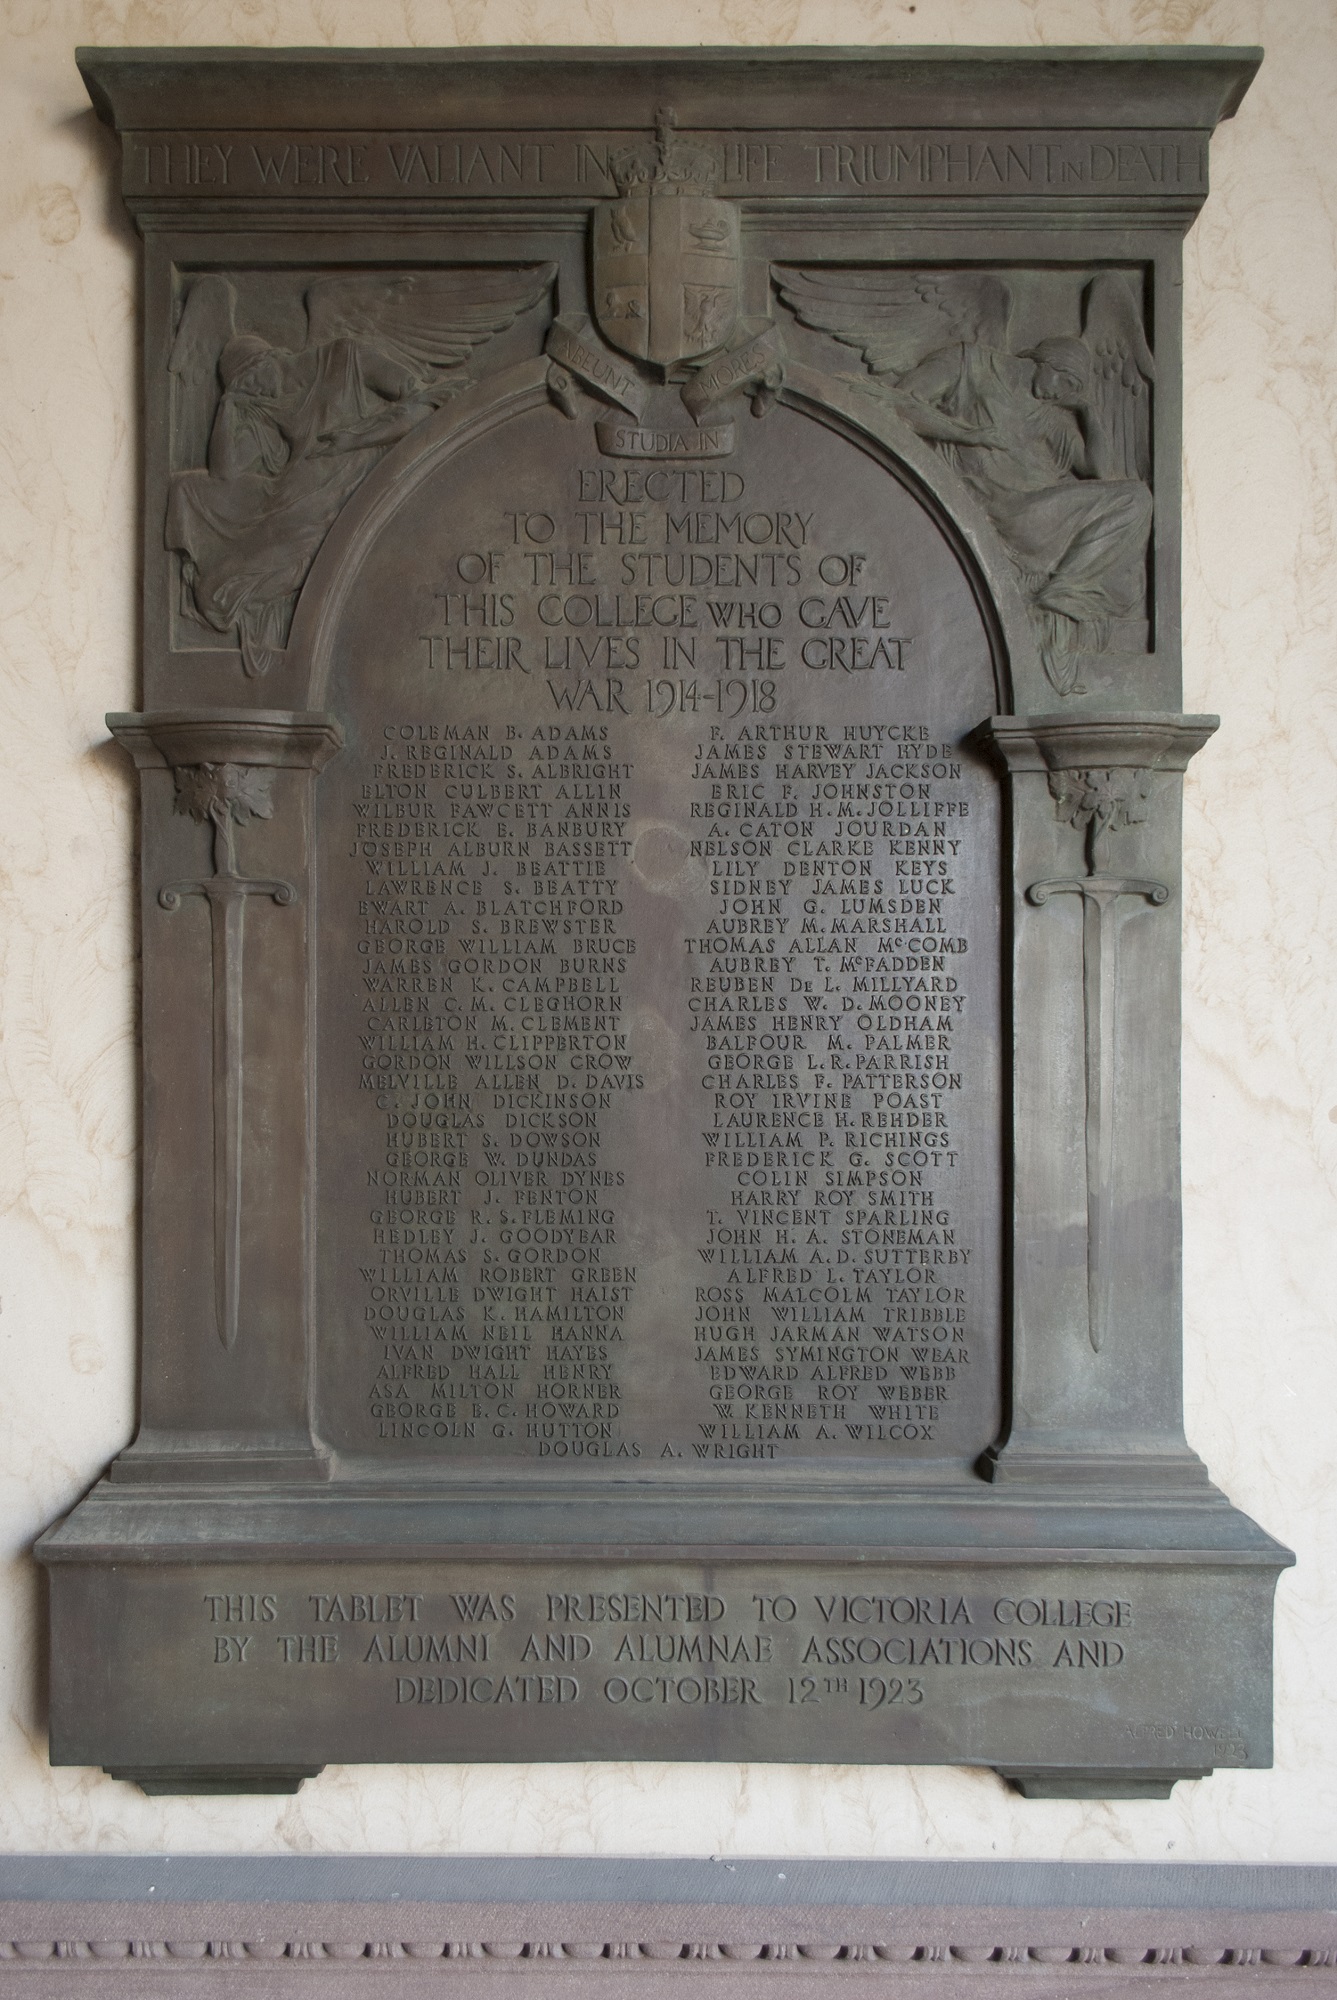 THEY WERE VALIANT IN LIFE TRIUMPHANT IN DEATH
ABEUNT
MORES
STUDIA IN
ERECTED
TO THE MEMORY
OF THE STUDENTS OF
THIS COLLEGE WHO GAVE
THEIR LIVES IN THE GREAT
WAR 1914-1918
COLEMAN B. ADAMS
J. REGINALD ADAMS
FREDERICK S. ALBRIGHT
ELTON CULBERT ALLIN
WILBUR FAWCETT ANNIS
FREDERICK E. BANBURY
JOSEPH ALBURN BASSETT
WILLIAM J. BEATTIE
LAWRENCE S. BEATTY
EWART A. BLATCHFORD
HAROLD S. BREWSTER
GEORGE WILLIAM BRUCE
JAMES GORDON BURNS
WARREN K. CAMPBELL
ALLEN C. M. CLEGHORN
CARLETON M. CLEMENT
WILLIAM H. CLIPPERTON
GORDON WILLSON CROW
MELVILLE ALLEN D. DAVIS
C. JOHN DICKINSON
DOUGLAS DICKSON
HUBERT S. DOWSON
GEORGE W. DUNDAS
NORMAN OLIVER DYNES
HUBERT J. FENTON
GEORGE R. S. FLEMING
HEDLEY J. GOODYEAR
THOMAS S. GORDON
WILLIAM ROBERT GREEN
ORVILLE DWIGHT HAIST
DOUGLAS K. HAMILTON
WILLIAM NEIL HANNA
IVAN DWIGHT HAYES
ALFRED HALL HENRY
ASA MILTON HORNER
GEORGE E. C. HOWARD
LINCOLN G. HUTTON
F. ARTHUR HUYCKE
JAMES STEWART HYDE
JAMES HARVEY JACKSON
ERIC F. JOHNSTON
REGINALD H. M. JOLLIFFE
A. CATON JOURDAN
NELSON CLARKE KENNY
LILY DENTON KEYS
SIDNEY JAMES LUCK
JOHN G. LUMSDEN
AUBREY M. MARSHALL
THOMAS ALLAN McCOMB
AUBREY T. McFADDEN
REUBEN DE L. MILLYARD
CHARLES W. D. MOONEY
JAMES HENRY OLDHAM
BALFOUR M. PALMER
GEORGE L. R. PARRISH
CHARLES F. PATTERSON
ROY IRVINE POAST
LAURENCE H. REHDER
WILLIAM P. RICHINGS
FREDERICK G. SCOTT
COLIN SIMPSON
HARRY ROY SMITH
T. VINCENT SPARLING
JOHN H. A. STONEMAN
WILLIAM A. D. SUTTERBY
ALFRED L. TAYLOR
ROSS MALCOLM TAYLOR
JOHN WILLIAM TRIBBLE
HUGH JARMAN WATSON
JAMES SYMINGTON WEAR
EDWARD ALFRED WEBB
GEORGE ROY WEBER
W. KENNETH WHITE
WILLIAM A. WILCOX
DOUGLAS A. WRIGHT
THIS TABLET WAS PRESENTED TO VICTORIA COLLEGE
BY THE ALUMNI AND ALUMNAE ASSOCIATIONS AND
DEDICATED OCTOBER 12TH 1923
ALFRED HOWELL
1923